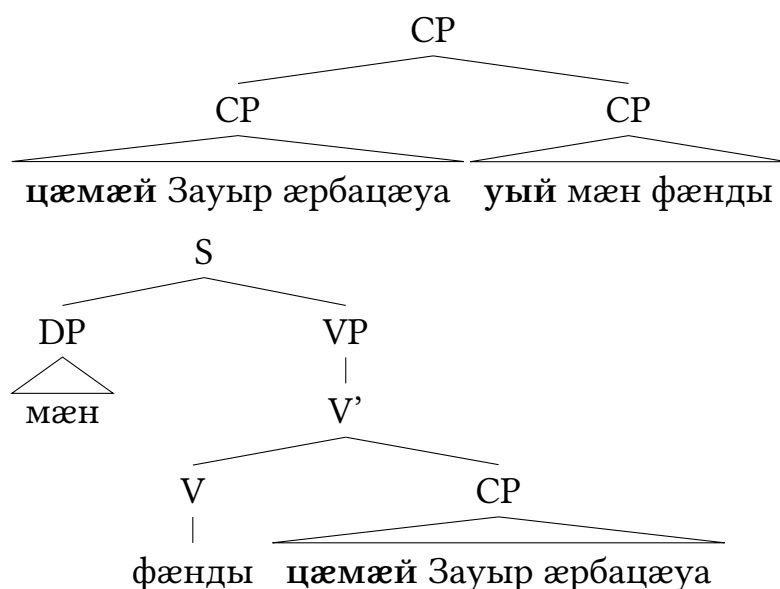 CP
CP CP
цæмæй Зауыр æрбацæуа уый мæн фæнды
S
DP VP
мæн V’
V CP
фæнды цæмæй Зауыр æрбацæуа